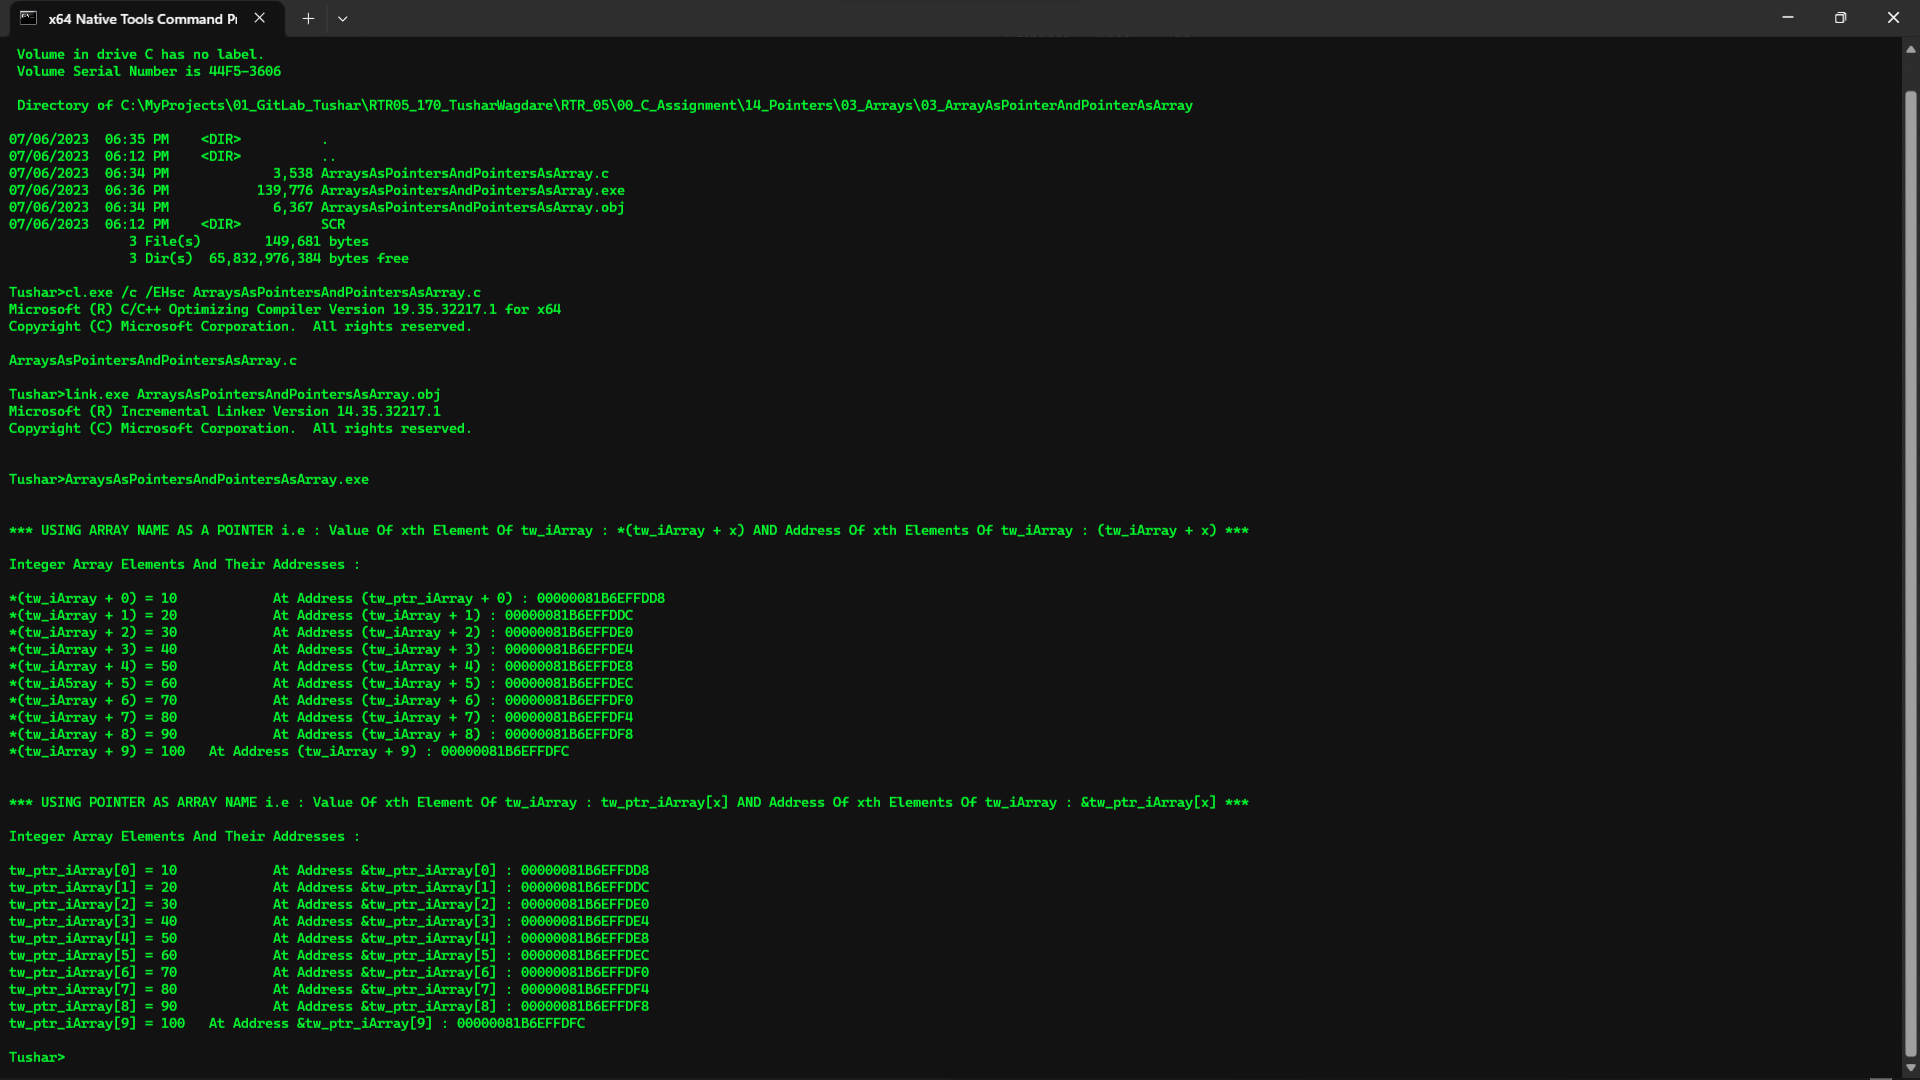 x64 Native Tools Command Pr
Volume in drive C has no label.
Volume Serial Number is 44F5-3606
Directory of C:\MyProjects\01_GitLab_Tushar\RTR05_170_TusharWagdare\RTR_05\00_C_Assignment\14_Pointers\03_Arrays\03_ArrayAsPointerAndPointerAsArray
07/06/2023  06:35 PM    <DIR>          .
07/06/2023  06:12 PM    <DIR>          ..
07/06/2023  06:34 PM             3,538 ArraysAsPointersAndPointersAsArray.c
07/06/2023  06:36 PM           139,776 ArraysAsPointersAndPointersAsArray.exe
07/06/2023  06:34 PM             6,367 ArraysAsPointersAndPointersAsArray.obj
07/06/2023  06:12 PM    <DIR>          SCR
3 File(s)        149,681 bytes
3 Dir(s)  65,832,976,384 bytes free
Tushar>cl.exe /c /EHsc ArraysAsPointersAndPointersAsArray.c
Microsoft (R) C/C++ Optimizing Compiler Version 19.35.32217.1 for x64
Copyright (C) Microsoft Corporation.  All rights reserved.
ArraysAsPointersAndPointersAsArray.c
Tushar>link.exe ArraysAsPointersAndPointersAsArray.obj
Microsoft (R) Incremental Linker Version 14.35.32217.1
Copyright (C) Microsoft Corporation.  All rights reserved.
Tushar>ArraysAsPointersAndPointersAsArray.exe
*** USING ARRAY NAME AS A POINTER i.e : Value Of xth Element Of tw_iArray : *(tw_iArray + x) AND Address Of xth Elements Of tw_iArray : (tw_iArray + x) ***
Integer Array Elements And Their Addresses :
*(tw_iArray + 0) = 10            At Address (tw_ptr_iArray + 0) : 00000081B6EFFDD8
*(tw_iArray + 1) = 20            At Address (tw_iArray + 1) : 00000081B6EFFDDC
*(tw_iArray + 2) = 30            At Address (tw_iArray + 2) : 00000081B6EFFDE0
*(tw_iArray + 3) = 40            At Address (tw_iArray + 3) : 00000081B6EFFDE4
*(tw_iArray + 4) = 50            At Address (tw_iArray + 4) : 00000081B6EFFDE8
*(tw_iA5ray + 5) = 60            At Address (tw_iArray + 5) : 00000081B6EFFDEC
*(tw_iArray + 6) = 70            At Address (tw_iArray + 6) : 00000081B6EFFDF0
*(tw_iArray + 7) = 80            At Address (tw_iArray + 7) : 00000081B6EFFDF4
*(tw_iArray + 8) = 90            At Address (tw_iArray + 8) : 00000081B6EFFDF8
*(tw_iArray + 9) = 100   At Address (tw_iArray + 9) : 00000081B6EFFDFC
*** USING POINTER AS ARRAY NAME i.e : Value Of xth Element Of tw_iArray : tw_ptr_iArray[x] AND Address Of xth Elements Of tw_iArray : &tw_ptr_iArray[x] ***
Integer Array Elements And Their Addresses :
tw_ptr_iArray[0] = 10            At Address &tw_ptr_iArray[0] : 00000081B6EFFDD8
tw_ptr_iArray[1] = 20            At Address &tw_ptr_iArray[1] : 00000081B6EFFDDC
tw_ptr_iArray[2] = 30            At Address &tw_ptr_iArray[2] : 00000081B6EFFDE0
tw_ptr_iArray[3] = 40            At Address &tw_ptr_iArray[3] : 00000081B6EFFDE4
tw_ptr_iArray[4] = 50            At Address &tw_ptr_iArray[4] : 00000081B6EFFDE8
tw_ptr_iArray[5] = 60            At Address &tw_ptr_iArray[5] : 00000081B6EFFDEC
tw_ptr_iArray[6] = 70            At Address &tw_ptr_iArray[6] : 00000081B6EFFDF0
tw_ptr_iArray[7] = 80            At Address &tw_ptr_iArray[7] : 00000081B6EFFDF4
tw_ptr_iArray[8] = 90            At Address &tw_ptr_iArray[8] : 00000081B6EFFDF8
tw_ptr_iArray[9] = 100   At Address &tw_ptr_iArray[9] : 00000081B6EFFDFC
Tushar>